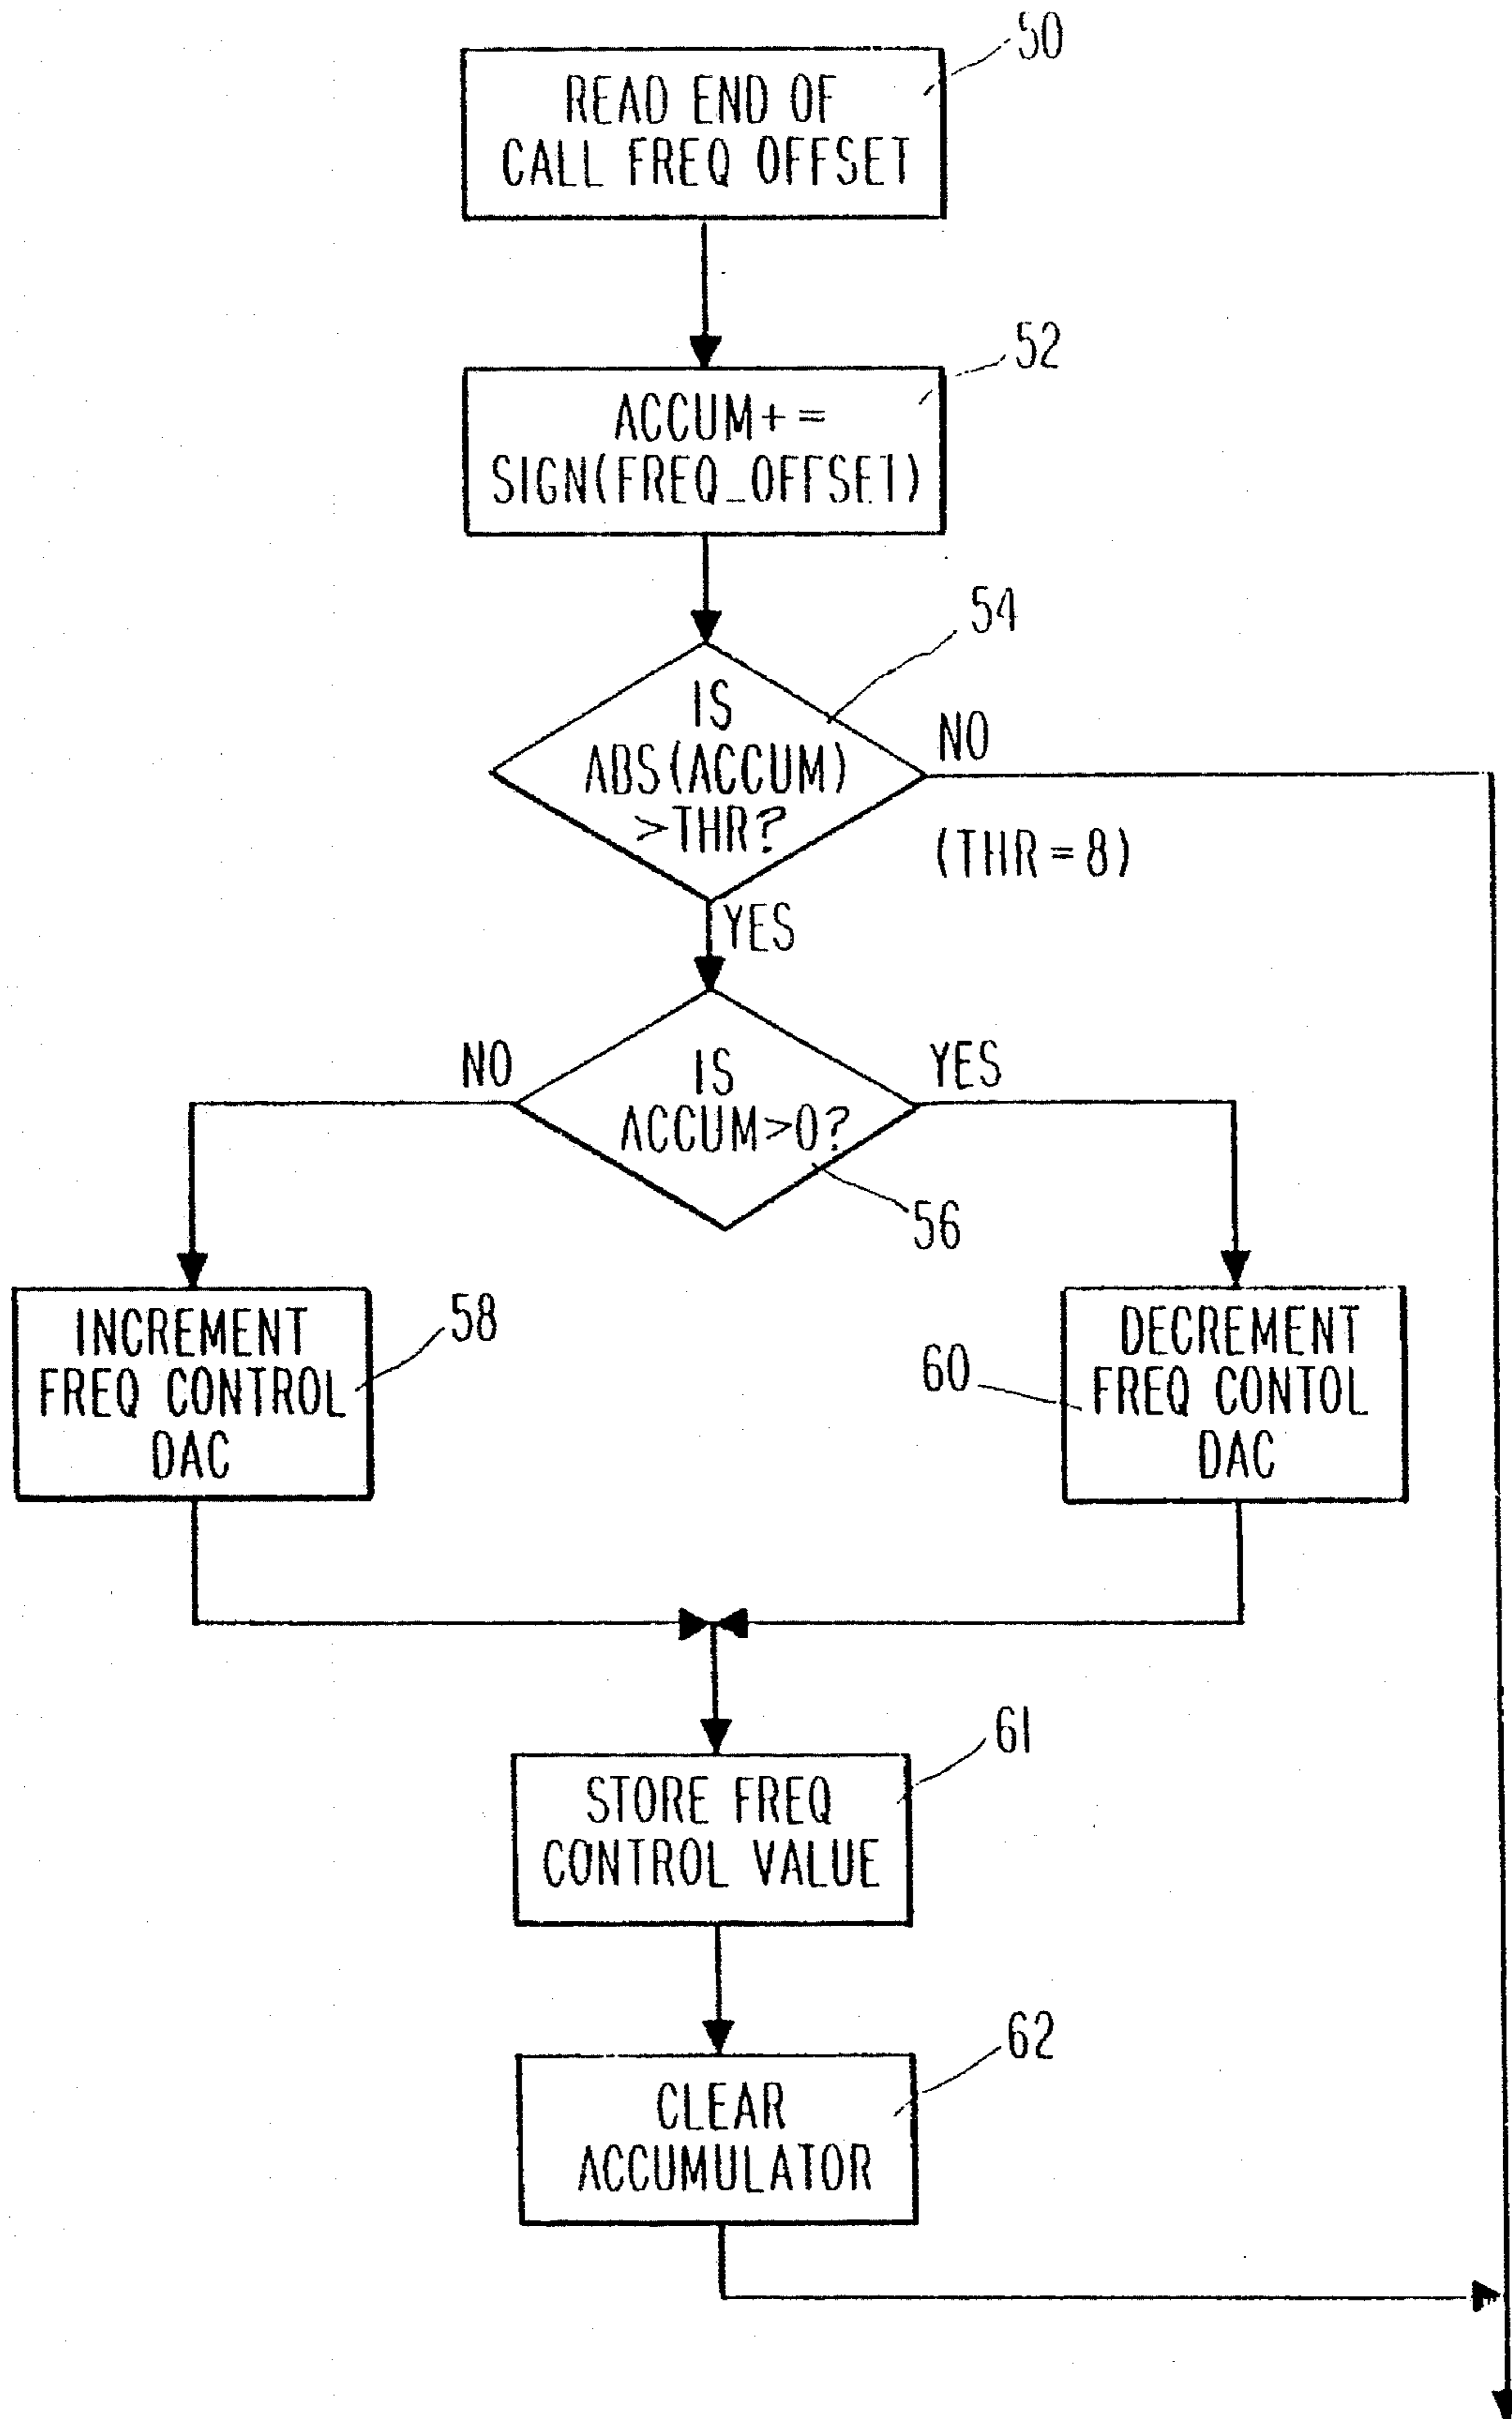 50
READ END OF
CALL FREQ OFFSET
52
ACCUM+=
SIGN(FREQ_OFFSET)
54
IS
ABS(ACCUM)
>THR?
NO
(THR=8)
YES
IS
ACCUM>0?
NO
YES
56
INCREMENT
FREQ CONTROL
DAC
58
DECREMENT
FREQ CONTOL
DAC
60
61
STORE FREQ
CONTROL VALUE
62
CLEAR
ACCUMULATOR